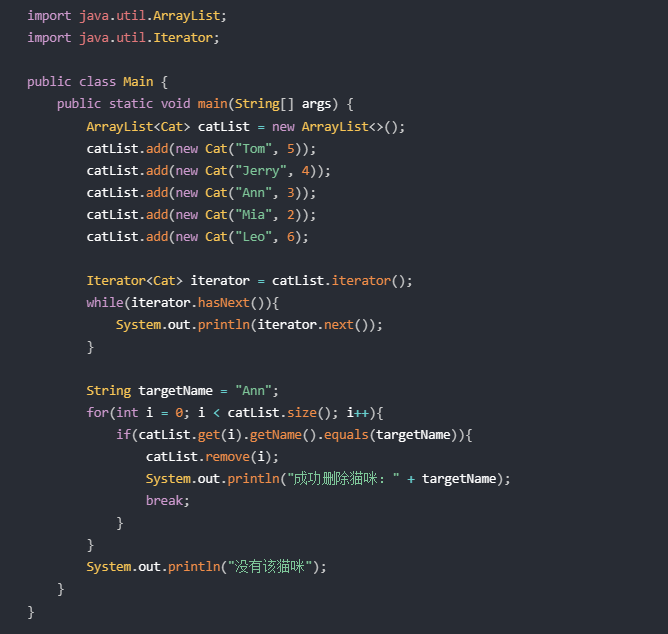 import java.util.ArrayList;
import java.util.Iterator;
public class Main {
public static void main(String[] args) {
ArrayList<Cat> catList = new ArrayList<>();
catList.add(new Cat("Tom", 5));
catList.add(new Cat("Jerry", 4));
catList.add(new Cat("Ann", 3));
catList.add(new Cat("Mia", 2));
catList.add(new Cat("Leo", 6);
Iterator<Cat> iterator = catList.iterator();
while(iterator.hasNext()){
System.out.println(iterator.next());
}
String targetName = "Ann";
for(int i = 0; i < catList.size(); i++){
if(catList.get(i).getName().equals(targetName)){
catList.remove(i);
System.out.println("成功删除猫咪：" + targetName);
break;
}
}
System.out.println("没有该猫咪");
}
}